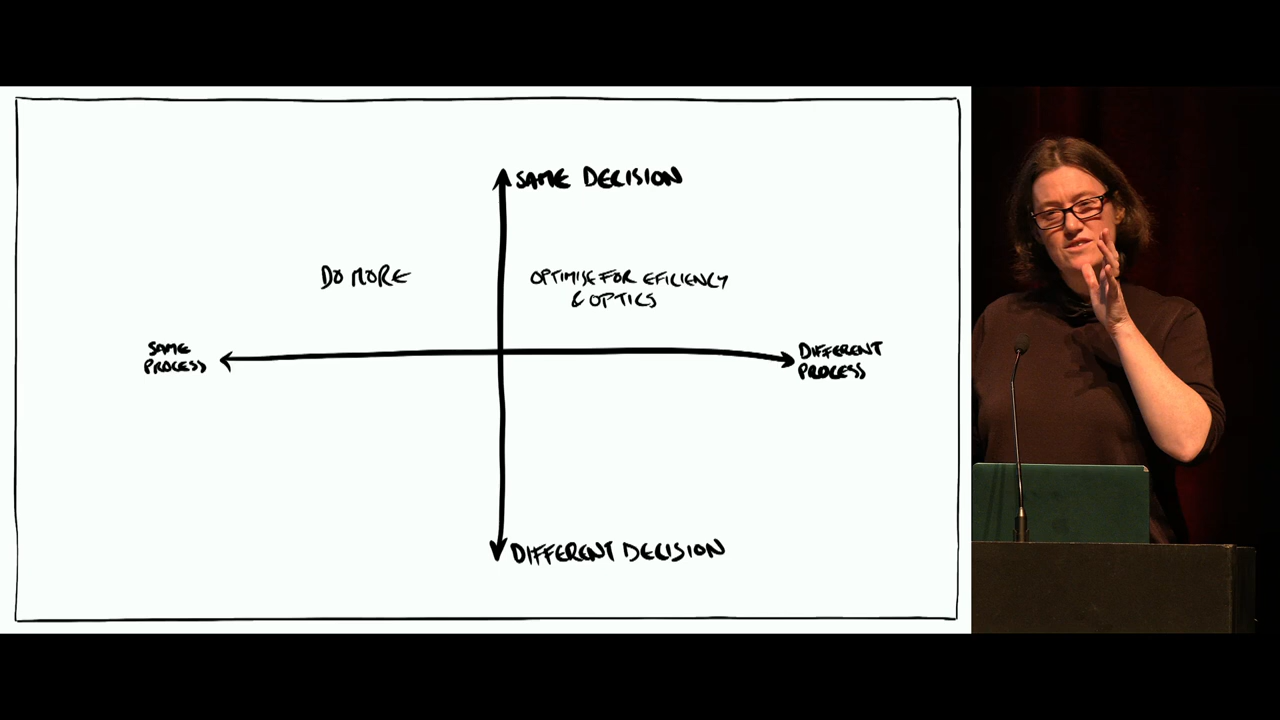 SAME DECISION
DO MORE
OPTIMISE FOR EFICIENCY
& OPTICS
SAME
PROCESS
DIFFERENT
PROCESS
DIFFERENT DECISION